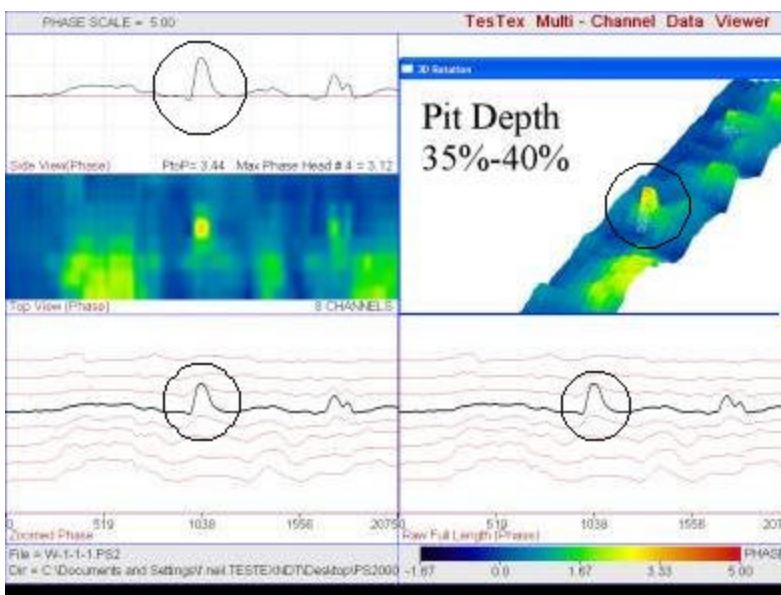 PHASE SCALE = 5.00
TesTex Multi - Channel Data Viewer
3D Rotation
Pit Depth
35%-40%
Side View(Phase)
PtoP= 3.44 Max Phase Head # 4 = 3.12
Top View (Phase)
8 CHANNELS
0 519 1038 1556 2075
Zoomed Phase
519 1038 1556 207
Raw Full Length (Phase)
File = W-1-1-1.PS2
PHASE
-1.67 0.0 1.67 3.33 5.00